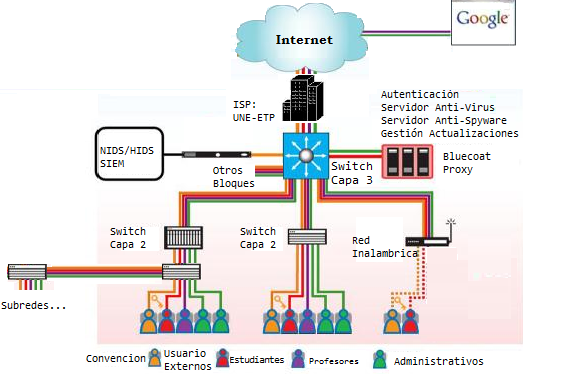 Google
Internet
ISP:
UNE-ETP
Autenticación
Servidor Anti-Virus
Servidor Anti-Spyware
Gestión Actualizaciones
NIDS/HIDS
SIEM
Otros
Bloques
Switch
Capa 3
Bluecoat
Proxy
Switch
Capa 2
Switch
Capa 2
Red
Inalambrica
Subredes...
Convencion
Usuario
Externos
Estudiantes
Profesores
Administrativos